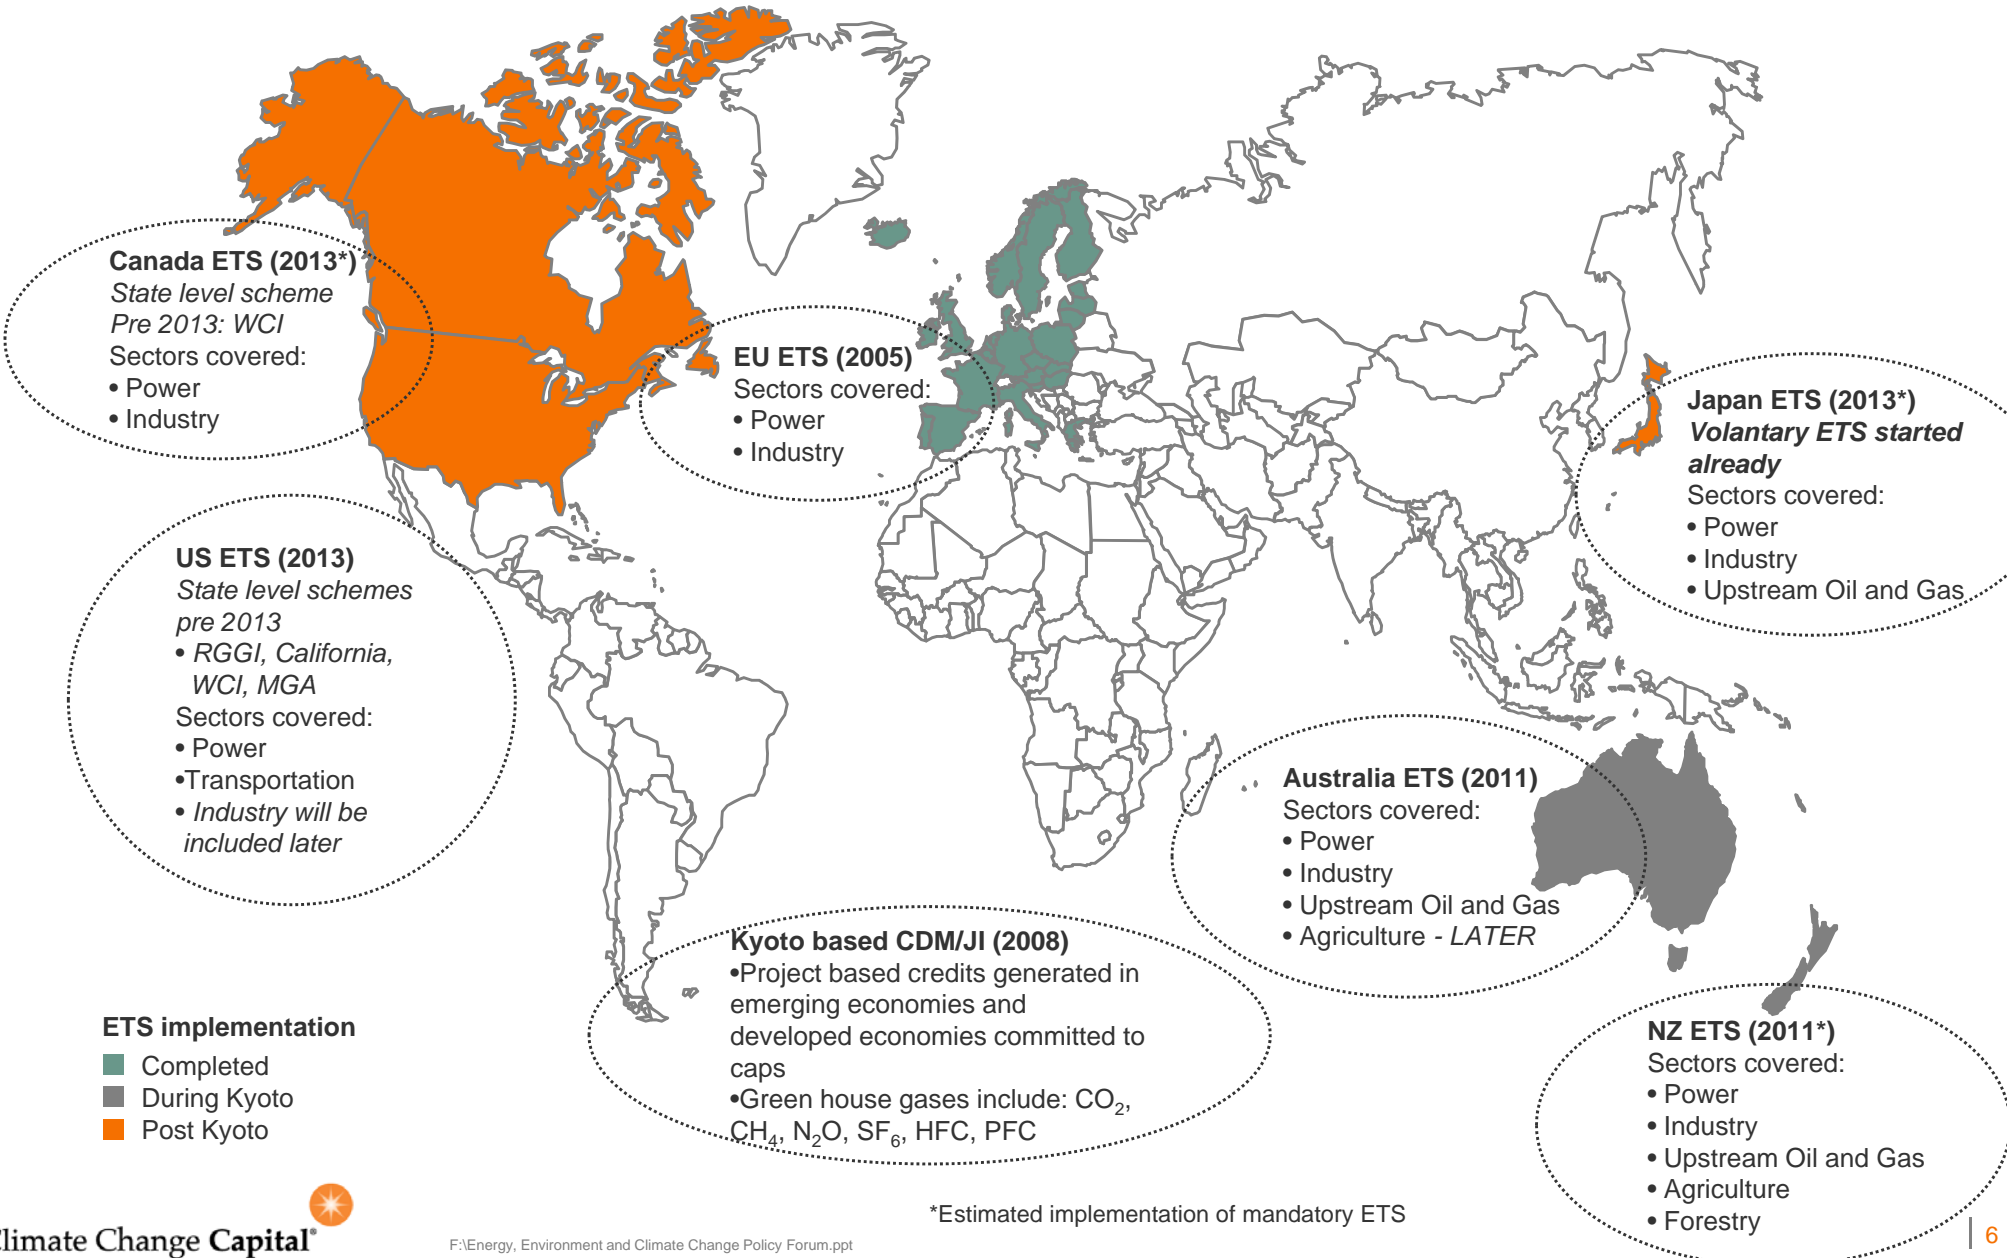 Canada ETS (2013*)
State level scheme
Pre 2013: WCI
Sectors covered:
• Power
• Industry
EU ETS (2005)
Sectors covered:
• Power
• Industry
Japan ETS (2013*)
Volantary ETS started
already
Sectors covered:
• Power
• Industry
• Upstream Oil and Gas
US ETS (2013)
State level schemes
pre 2013
• RGGI, California,
WCI, MGA
Sectors covered:
• Power
•Transportation
• Industry will be
included later
Australia ETS (2011)
Sectors covered:
• Power
• Industry
• Upstream Oil and Gas
• Agriculture - LATER
Kyoto based CDM/JI (2008)
•Project based credits generated in
emerging economies and
developed economies committed to
caps
•Green house gases include: CO₂,
CH₄, N₂O, SF₆, HFC, PFC
NZ ETS (2011*)
Sectors covered:
• Power
• Industry
• Upstream Oil and Gas
• Agriculture
• Forestry
ETS implementation
Completed
During Kyoto
Post Kyoto
*Estimated implementation of mandatory ETS
limate Change Capital®
F:\Energy, Environment and Climate Change Policy Forum.ppt
6